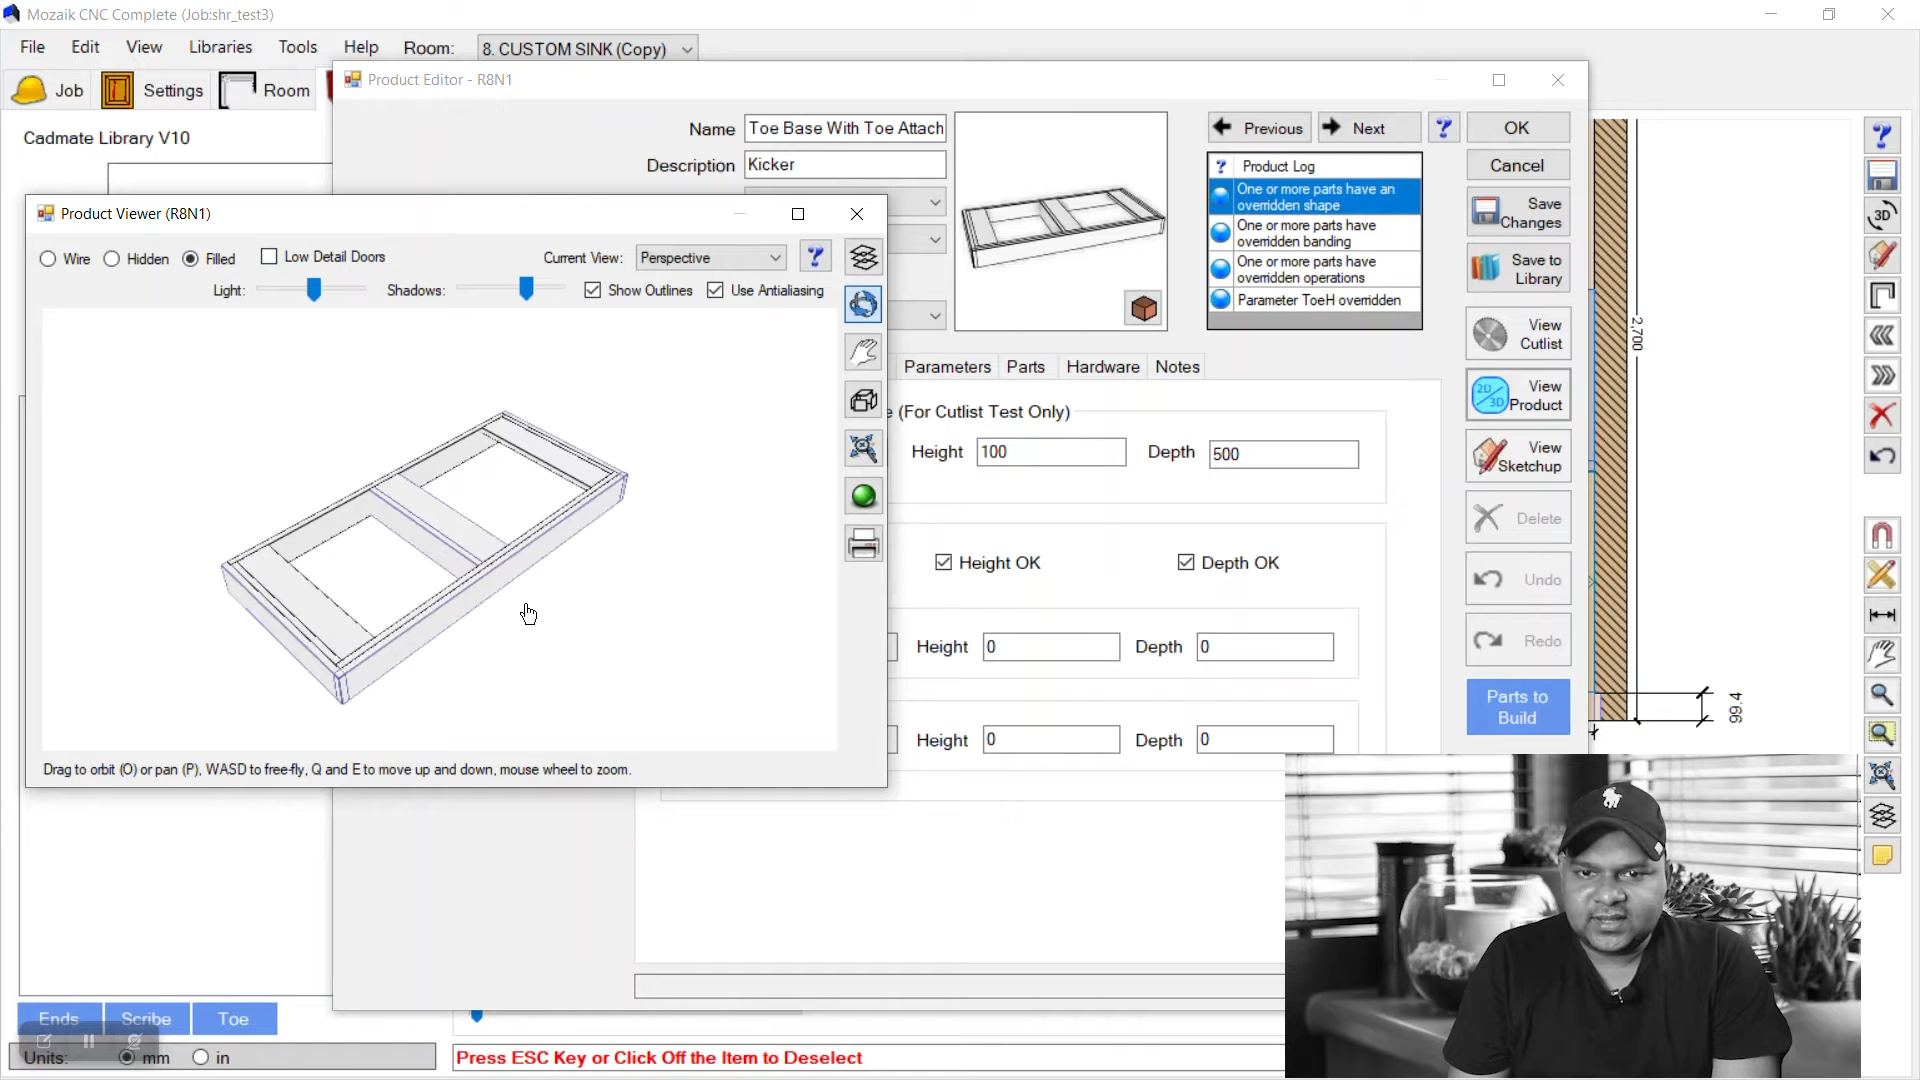 Mozaik CNC Complete (Job:shr_test3)
File Edit View Libraries Tools Help Room: 8. CUSTOM SINK (Copy)
Job Settings Room
Product Editor - R8N1
Cadmate Library V10
Name Toe Base With Toe Attach
Description Kicker
Previous Next ? OK
? Product Log
One or more parts have an
overridden shape
One or more parts have
overridden banding
One or more parts have
overridden operations
Parameter ToeH overridden
Cancel
Save
Changes
Save to
Library
View
Cutlist
2D/3D View
Product
View
Sketchup
Delete
Undo
Redo
Parts to
Build
Product Viewer (R8N1)
Wire Hidden Filled Low Detail Doors Current View: Perspective ?
Light: Shadows: Show Outlines Use Antialiasing
Drag to orbit (O) or pan (P), WASD to free-fly, Q and E to move up and down, mouse wheel to zoom.
Parameters Parts Hardware Notes
e (For Cutlist Test Only)
Height 100 Depth 500
Height OK Depth OK
Height 0 Depth 0
Height 0 Depth 0
2,700
99.4
?
3D
Ends Scribe Toe
Units: mm in
Press ESC Key or Click Off the Item to Deselect